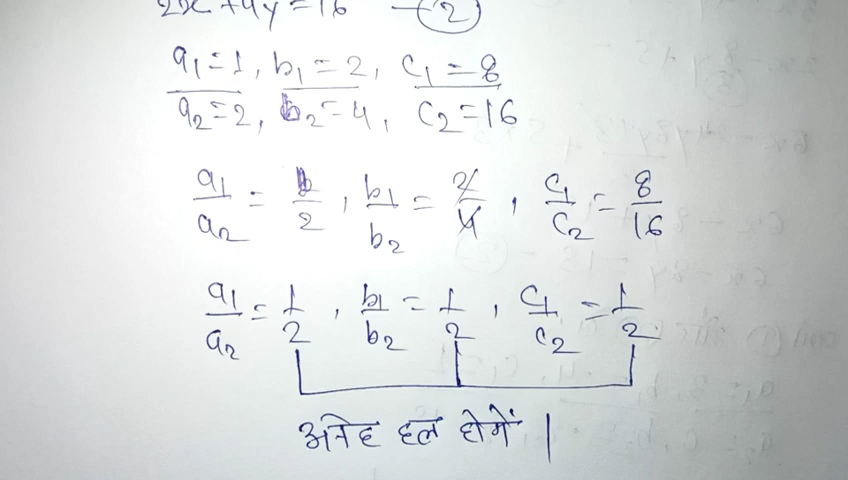 2x + 4y = 16 — (2)
a₁ = 1, b₁ = 2, c₁ = 8
a₂ = 2, b₂ = 4, c₂ = 16
a₁/a₂ = 1/2, b₁/b₂ = 2/4, c₁/c₂ = 8/16
a₁/a₂ = 1/2, b₁/b₂ = 1/2, c₁/c₂ = 1/2
अनेक हल होगें |